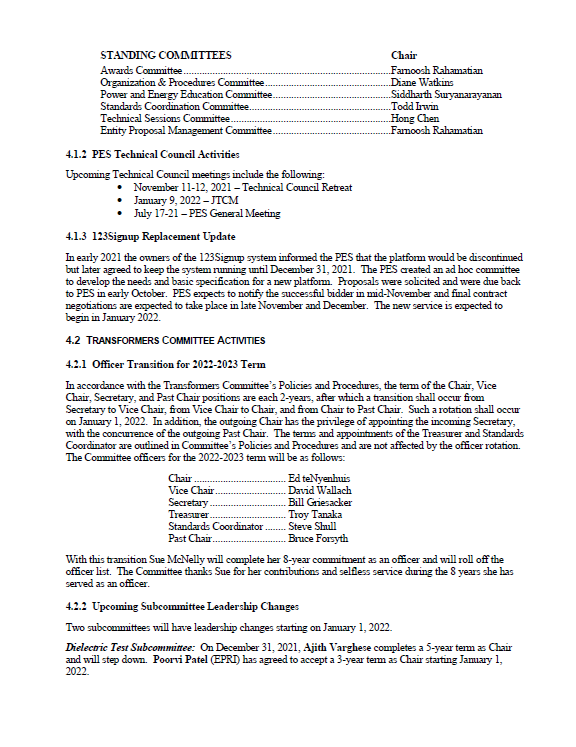 STANDING COMMITTEES Chair
Awards Committee.....Farnoosh Rahamatian
Organization & Procedures Committee.....Diane Watkins
Power and Energy Education Committee.....Siddharth Suryanarayanan
Standards Coordination Committee.....Todd Irwin
Technical Sessions Committee.....Hong Chen
Entity Proposal Management Committee.....Farnoosh Rahamatian
4.1.2 PES Technical Council Activities
Upcoming Technical Council meetings include the following:
• November 11-12, 2021 – Technical Council Retreat
• January 9, 2022 – JTCM
• July 17-21 – PES General Meeting
4.1.3 123Signup Replacement Update
In early 2021 the owners of the 123Signup system informed the PES that the platform would be discontinued
but later agreed to keep the system running until December 31, 2021. The PES created an ad hoc committee
to develop the needs and basic specification for a new platform. Proposals were solicited and were due back
to PES in early October. PES expects to notify the successful bidder in mid-November and final contract
negotiations are expected to take place in late November and December. The new service is expected to
begin in January 2022.
4.2 TRANSFORMERS COMMITTEE ACTIVITIES
4.2.1 Officer Transition for 2022-2023 Term
In accordance with the Transformers Committee's Policies and Procedures, the term of the Chair, Vice
Chair, Secretary, and Past Chair positions are each 2-years, after which a transition shall occur from
Secretary to Vice Chair, from Vice Chair to Chair, and from Chair to Past Chair. Such a rotation shall occur
on January 1, 2022. In addition, the outgoing Chair has the privilege of appointing the incoming Secretary,
with the concurrence of the outgoing Past Chair. The terms and appointments of the Treasurer and Standards
Coordinator are outlined in Committee's Policies and Procedures and are not affected by the officer rotation.
The Committee officers for the 2022-2023 term will be as follows:
Chair ..... Ed teNyenhuis
Vice Chair..... David Wallach
Secretary ..... Bill Griesacker
Treasurer..... Troy Tanaka
Standards Coordinator ..... Steve Shull
Past Chair..... Bruce Forsyth
With this transition Sue McNelly will complete her 8-year commitment as an officer and will roll off the
officer list. The Committee thanks Sue for her contributions and selfless service during the 8 years she has
served as an officer.
4.2.2 Upcoming Subcommittee Leadership Changes
Two subcommittees will have leadership changes starting on January 1, 2022.
Dielectric Test Subcommittee: On December 31, 2021, Ajith Varghese completes a 5-year term as Chair
and will step down. Poorvi Patel (EPRI) has agreed to accept a 3-year term as Chair starting January 1,
2022.